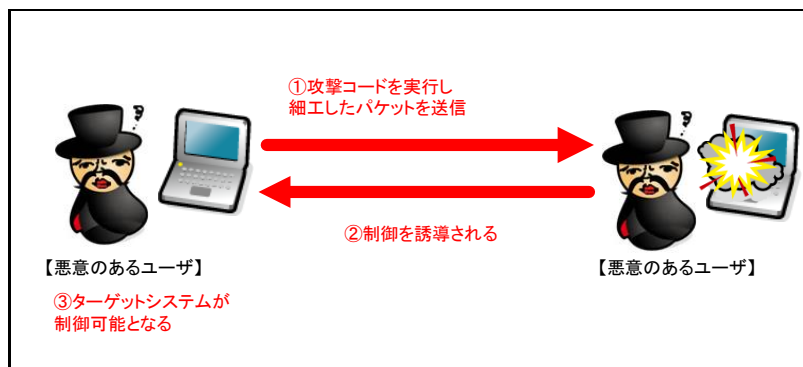 ①攻撃コードを実行し
細工したパケットを送信
②制御を誘導される
【悪意のあるユーザ】
【悪意のあるユーザ】
③ターゲットシステムが
制御可能となる